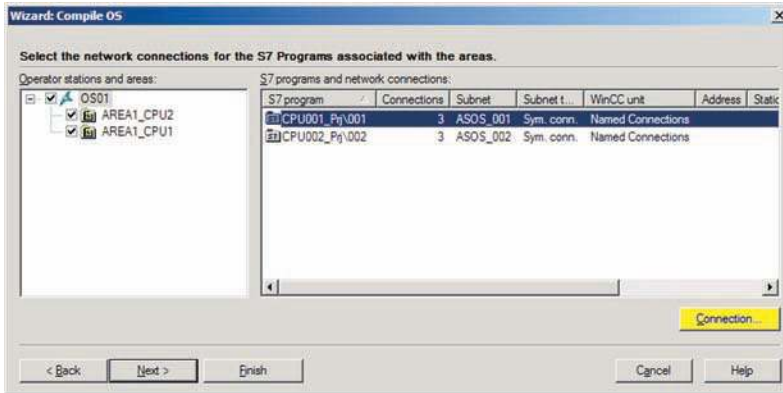 Wizard: Compile OS
Select the network connections for the S7 Programs associated with the areas.
Operator stations and areas:
S7 programs and network connections:
OS01
AREA1_CPU2
AREA1_CPU1
S7 program Connections Subnet Subnet t... WinCC unit Address Static
CPU001_Prj\001 3 ASOS_001 Sym. conn. Named Connections
CPU002_Prj\002 3 ASOS_002 Sym. conn. Named Connections
Connection...
< Back Next > Finish Cancel Help